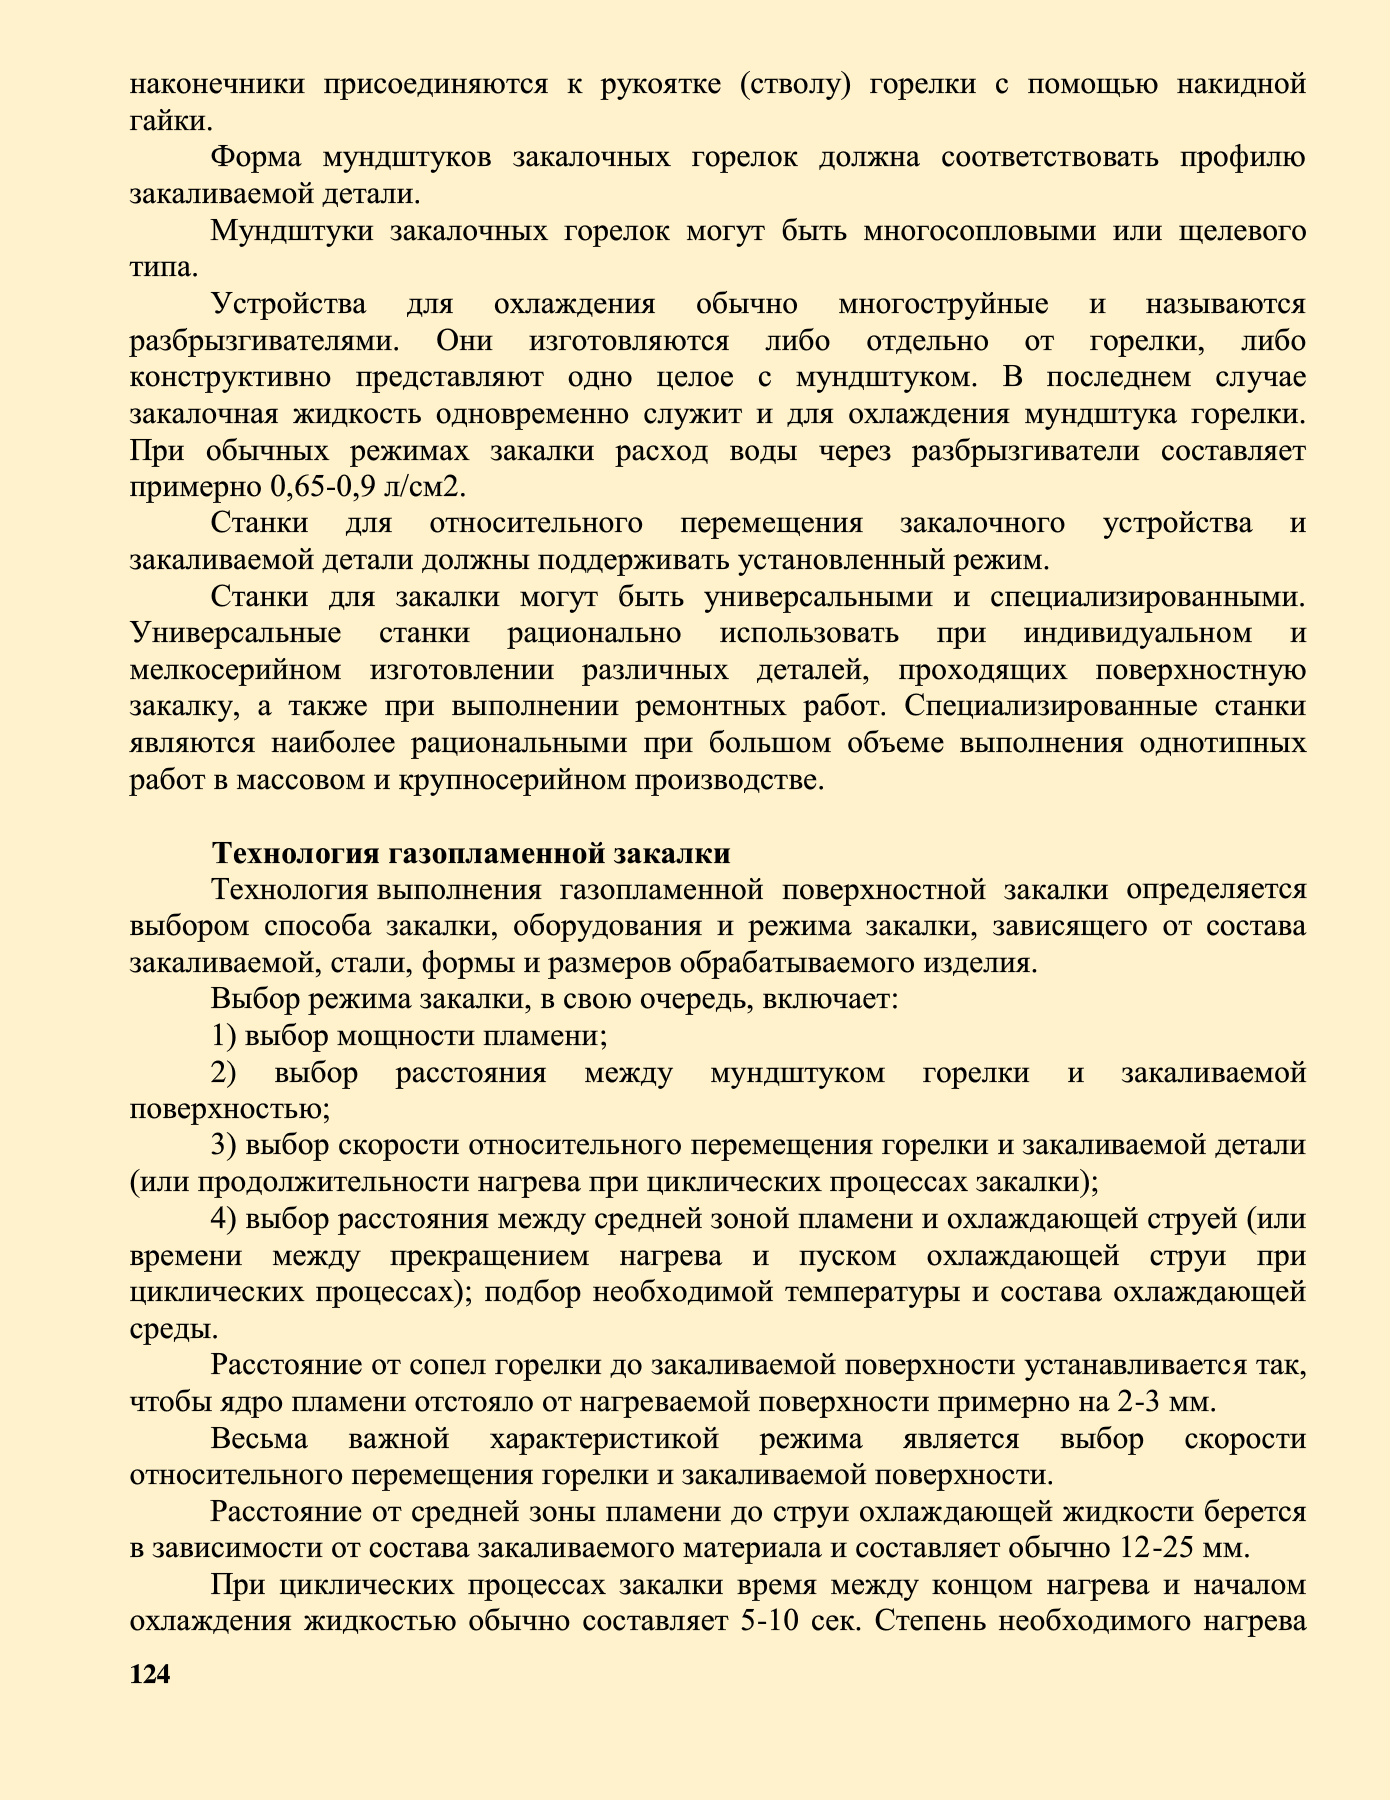 наконечники присоединяются к рукоятке (стволу) горелки с помощью накидной
гайки.
Форма мундштуков закалочных горелок должна соответствовать профилю
закаливаемой детали.
Мундштуки закалочных горелок могут быть многосопловыми или щелевого
типа.
Устройства для охлаждения обычно многоструйные и называются
разбрызгивателями. Они изготовляются либо отдельно от горелки, либо
конструктивно представляют одно целое с мундштуком. В последнем случае
закалочная жидкость одновременно служит и для охлаждения мундштука горелки.
При обычных режимах закалки расход воды через разбрызгиватели составляет
примерно 0,65-0,9 л/см2.
Станки для относительного перемещения закалочного устройства и
закаливаемой детали должны поддерживать установленный режим.
Станки для закалки могут быть универсальными и специализированными.
Универсальные станки рационально использовать при индивидуальном и
мелкосерийном изготовлении различных деталей, проходящих поверхностную
закалку, а также при выполнении ремонтных работ. Специализированные станки
являются наиболее рациональными при большом объеме выполнения однотипных
работ в массовом и крупносерийном производстве.
Технология газопламенной закалки
Технология выполнения газопламенной поверхностной закалки определяется
выбором способа закалки, оборудования и режима закалки, зависящего от состава
закаливаемой, стали, формы и размеров обрабатываемого изделия.
Выбор режима закалки, в свою очередь, включает:
1) выбор мощности пламени;
2) выбор расстояния между мундштуком горелки и закаливаемой
поверхностью;
3) выбор скорости относительного перемещения горелки и закаливаемой детали
(или продолжительности нагрева при циклических процессах закалки);
4) выбор расстояния между средней зоной пламени и охлаждающей струей (или
времени между прекращением нагрева и пуском охлаждающей струи при
циклических процессах); подбор необходимой температуры и состава охлаждающей
среды.
Расстояние от сопел горелки до закаливаемой поверхности устанавливается так,
чтобы ядро пламени отстояло от нагреваемой поверхности примерно на 2-3 мм.
Весьма важной характеристикой режима является выбор скорости
относительного перемещения горелки и закаливаемой поверхности.
Расстояние от средней зоны пламени до струи охлаждающей жидкости берется
в зависимости от состава закаливаемого материала и составляет обычно 12-25 мм.
При циклических процессах закалки время между концом нагрева и началом
охлаждения жидкостью обычно составляет 5-10 сек. Степень необходимого нагрева
124